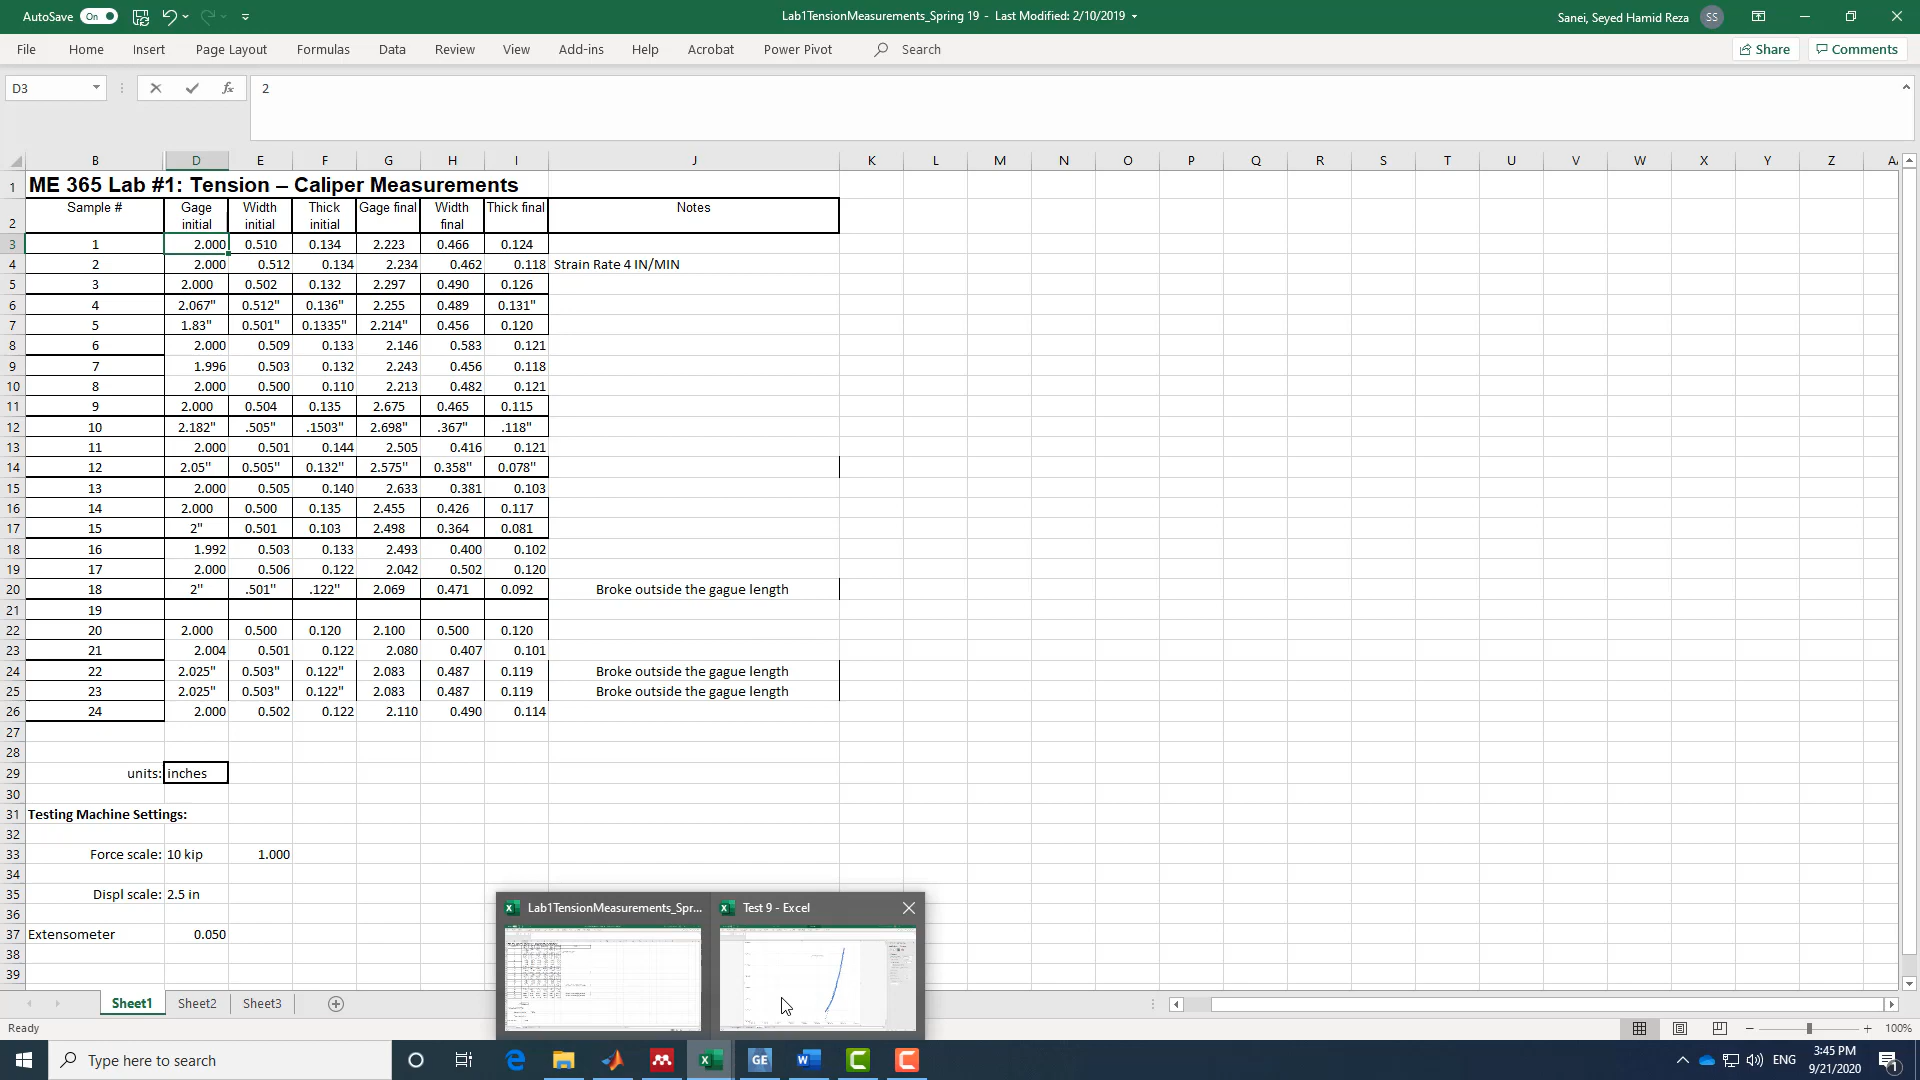 AutoSave On Lab1TensionMeasurements_Spring 19 - Last Modified: 2/10/2019 Sanei, Seyed Hamid Reza SS
File Home Insert Page Layout Formulas Data Review View Add-ins Help Acrobat Power Pivot Search Share Comments
D3 fx 2
B D E F G H I J K L M N O P Q R S T U V W X Y Z
1 ME 365 Lab #1: Tension – Caliper Measurements
Sample # Gage Width Thick Gage final Width Thick final Notes
2 initial initial initial final
3 1 2.000 0.510 0.134 2.223 0.466 0.124
4 2 2.000 0.512 0.134 2.234 0.462 0.118 Strain Rate 4 IN/MIN
5 3 2.000 0.502 0.132 2.297 0.490 0.126
6 4 2.067" 0.512" 0.136" 2.255 0.489 0.131"
7 5 1.83" 0.501" 0.1335" 2.214" 0.456 0.120
8 6 2.000 0.509 0.133 2.146 0.583 0.121
9 7 1.996 0.503 0.132 2.243 0.456 0.118
10 8 2.000 0.500 0.110 2.213 0.482 0.121
11 9 2.000 0.504 0.135 2.675 0.465 0.115
12 10 2.182" .505" .1503" 2.698" .367" .118"
13 11 2.000 0.501 0.144 2.505 0.416 0.121
14 12 2.05" 0.505" 0.132" 2.575" 0.358" 0.078"
15 13 2.000 0.505 0.140 2.633 0.381 0.103
16 14 2.000 0.500 0.135 2.455 0.426 0.117
17 15 2" 0.501 0.103 2.498 0.364 0.081
18 16 1.992 0.503 0.133 2.493 0.400 0.102
19 17 2.000 0.506 0.122 2.042 0.502 0.120
20 18 2" .501" .122" 2.069 0.471 0.092 Broke outside the gague length
21 19
22 20 2.000 0.500 0.120 2.100 0.500 0.120
23 21 2.004 0.501 0.122 2.080 0.407 0.101
24 22 2.025" 0.503" 0.122" 2.083 0.487 0.119 Broke outside the gague length
25 23 2.025" 0.503" 0.122" 2.083 0.487 0.119 Broke outside the gague length
26 24 2.000 0.502 0.122 2.110 0.490 0.114
27
28
29 units: inches
30
31 Testing Machine Settings:
32
33 Force scale: 10 kip 1.000
34
35 Displ scale: 2.5 in
36
37 Extensometer 0.050
38
39
Lab1TensionMeasurements_Spr... Test 9 - Excel
Sheet1 Sheet2 Sheet3
Ready 100%
Type here to search GE ENG 3:45 PM
9/21/2020 1